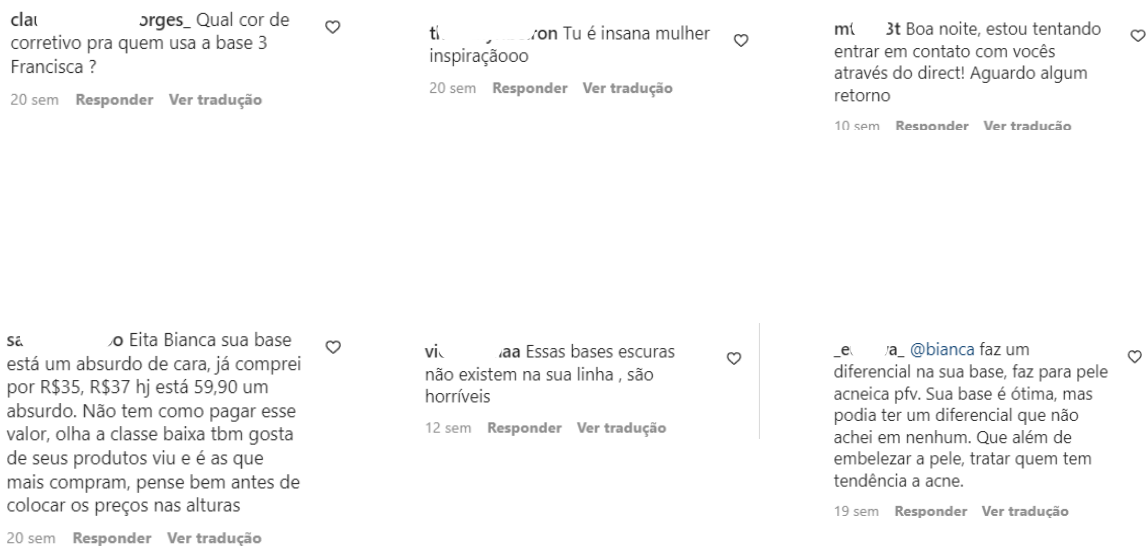 Qual cor de
corretivo pra quem usa a base 3
Francisca ?
20 sem Responder Ver tradução
Tu é insana mulher
inspiraçãooo
20 sem Responder Ver tradução
Boa noite, estou tentando
entrar em contato com vocês
através do direct! Aguardo algum
retorno
10 sem Responder Ver tradução
Eita Bianca sua base
está um absurdo de cara, já comprei
por R$35, R$37 hj está 59,90 um
absurdo. Não tem como pagar esse
valor, olha a classe baixa tbm gosta
de seus produtos viu e é as que
mais compram, pense bem antes de
colocar os preços nas alturas
20 sem Responder Ver tradução
Essas bases escuras
não existem na sua linha , são
horríveis
12 sem Responder Ver tradução
@bianca faz um
diferencial na sua base, faz para pele
acneica pfv. Sua base é ótima, mas
podia ter um diferencial que não
achei em nenhum. Que além de
embelezar a pele, tratar quem tem
tendência a acne.
19 sem Responder Ver tradução